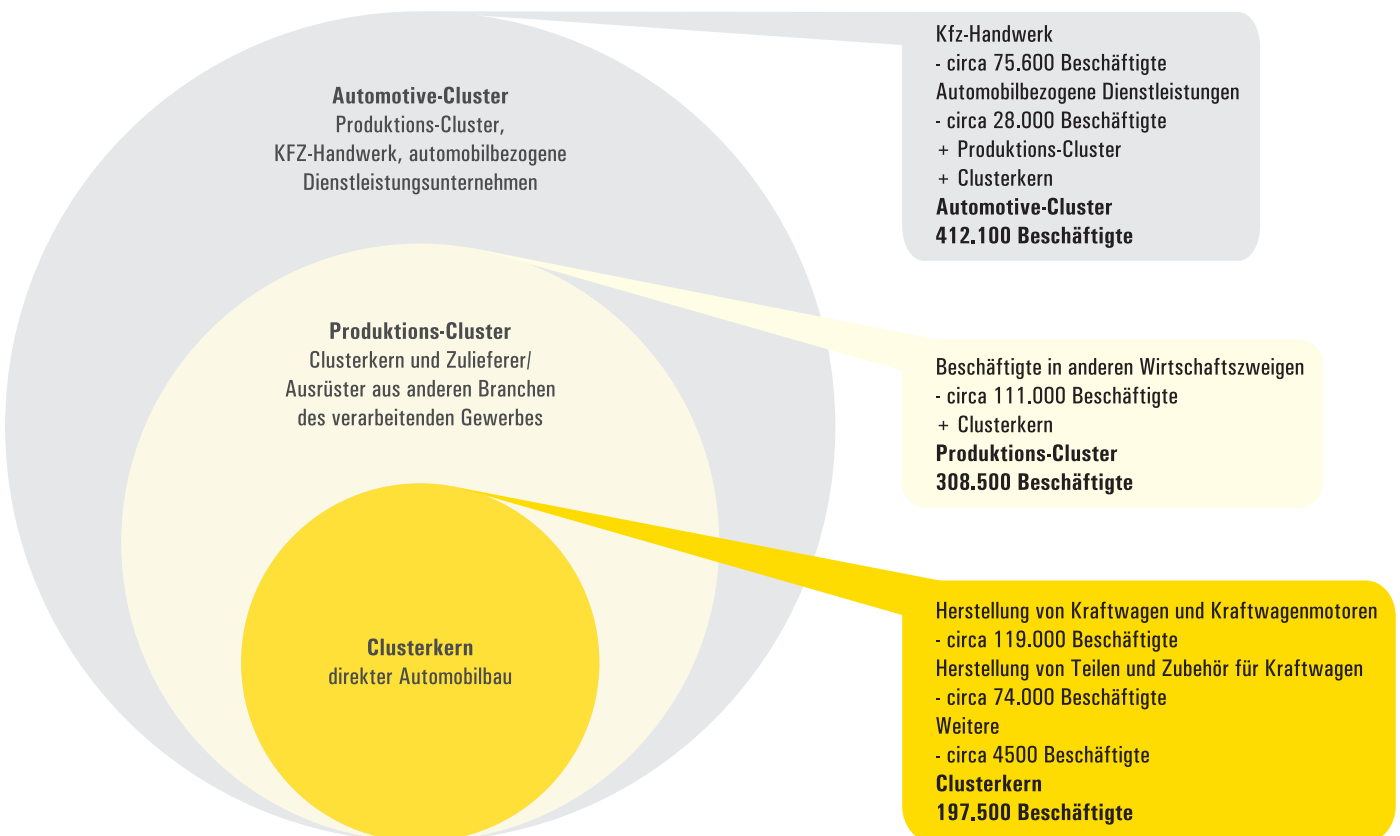 Automotive-Cluster
Produktions-Cluster,
KFZ-Handwerk, automobilbezogene
Dienstleistungsunternehmen
Kfz-Handwerk
- circa 75.600 Beschäftigte
Automobilbezogene Dienstleistungen
- circa 28.000 Beschäftigte
+ Produktions-Cluster
+ Clusterkern
Automotive-Cluster
412.100 Beschäftigte
Produktions-Cluster
Clusterkern und Zulieferer/
Ausrüster aus anderen Branchen
des verarbeitenden Gewerbes
Beschäftigte in anderen Wirtschaftszweigen
- circa 111.000 Beschäftigte
+ Clusterkern
Produktions-Cluster
308.500 Beschäftigte
Clusterkern
direkter Automobilbau
Herstellung von Kraftwagen und Kraftwagenmotoren
- circa 119.000 Beschäftigte
Herstellung von Teilen und Zubehör für Kraftwagen
- circa 74.000 Beschäftigte
Weitere
- circa 4500 Beschäftigte
Clusterkern
197.500 Beschäftigte